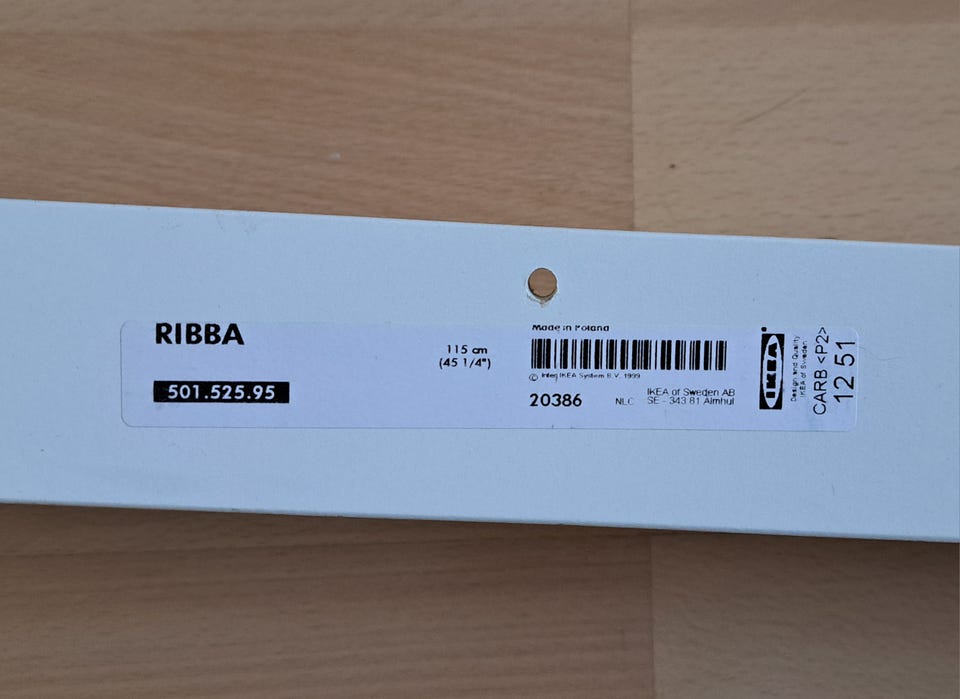 RIBBA
501.525.95
115 cm
(45 1/4")
Made in Poland
© Inter IKEA System B.V. 1999
20386
NLC
IKEA of Sweden AB
SE - 343 81 Älmhult
IKEA
Design and Quality
IKEA of Sweden
CARB <P2>
12 51